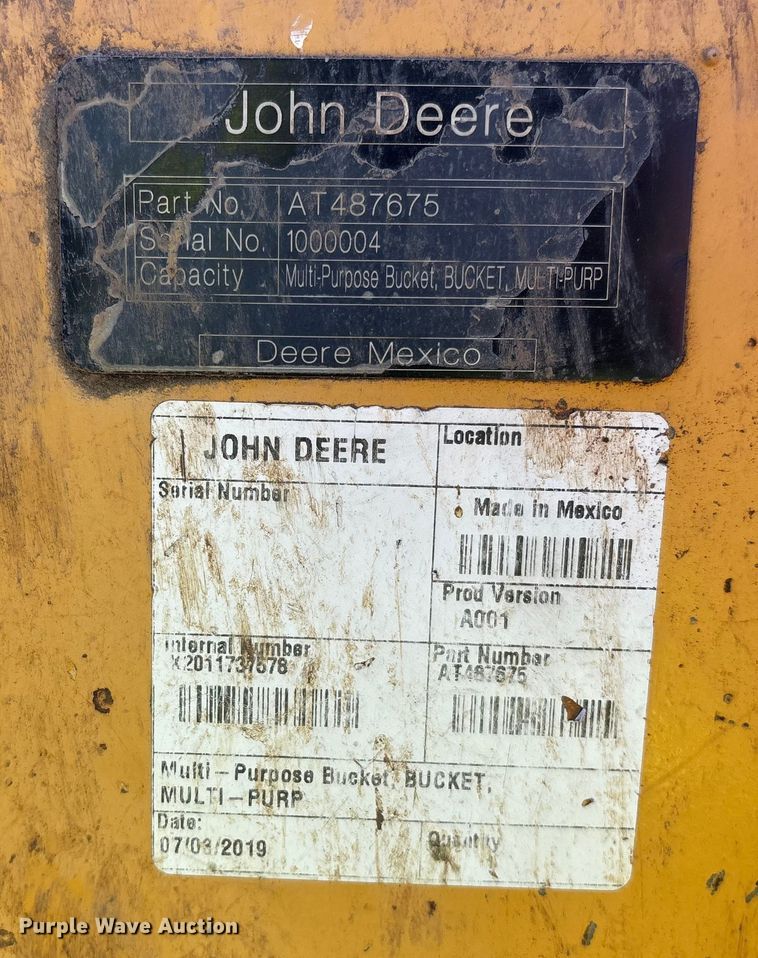 John Deere
Part No. AT487675
Serial No. 1000004
Capacity Multi-Purpose Bucket, BUCKET, MULTI-PURP
Deere Mexico
JOHN DEERE
Location
Serial Number
Made in Mexico
Prod Version
A001
Internal Number
X2011737578
Part Number
AT487675
Multi-Purpose Bucket, BUCKET,
MULTI-PURP
Date:
07/03/2019
Quantity
Purple Wave Auction